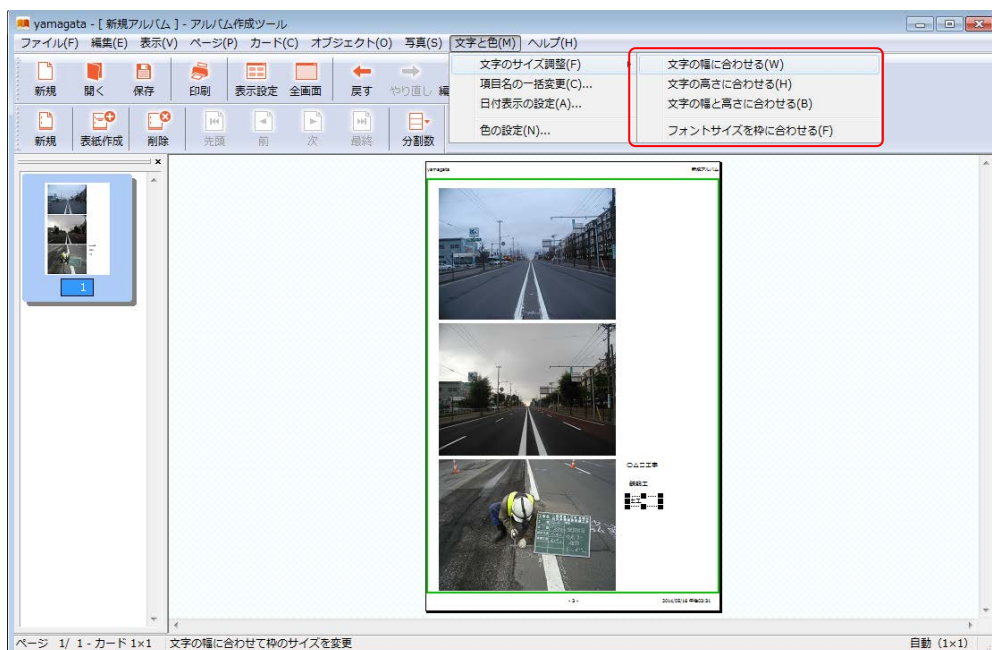 yamagata - [ 新規アルバム ] - アルバム作成ツール
ファイル(F) 編集(E) 表示(V) ページ(P) カード(C) オブジェクト(O) 写真(S) 文字と色(M) ヘルプ(H)
文字のサイズ調整(F)
項目名の一括変更(C)...
日付表示の設定(A)...
色の設定(N)...
文字の幅に合わせる(W)
文字の高さに合わせる(H)
文字の幅と高さに合わせる(B)
フォントサイズを枠に合わせる(F)
新規 開く 保存 印刷 表示設定 全画面 戻す やり直し 編
新規 表紙作成 削除 先頭 前 次 最終 分割数
1
yamagata 新規アルバム
〇△□工事
鉄筋工
土工
ページ 1/ 1 - カード 1×1 文字の幅に合わせて枠のサイズを変更 自動 (1×1)